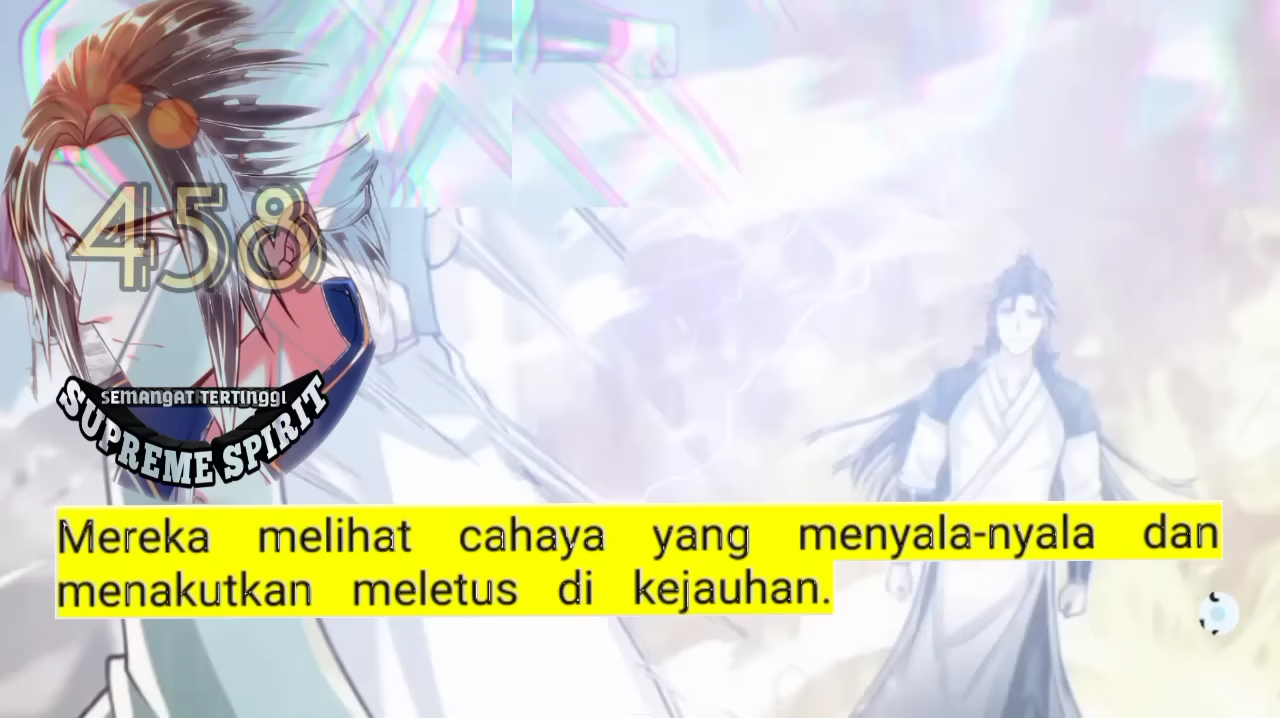 458
SEMANGAT TERTINGGI
SUPREME SPIRIT
Mereka melihat cahaya yang menyala-nyala dan
menakutkan meletus di kejauhan.